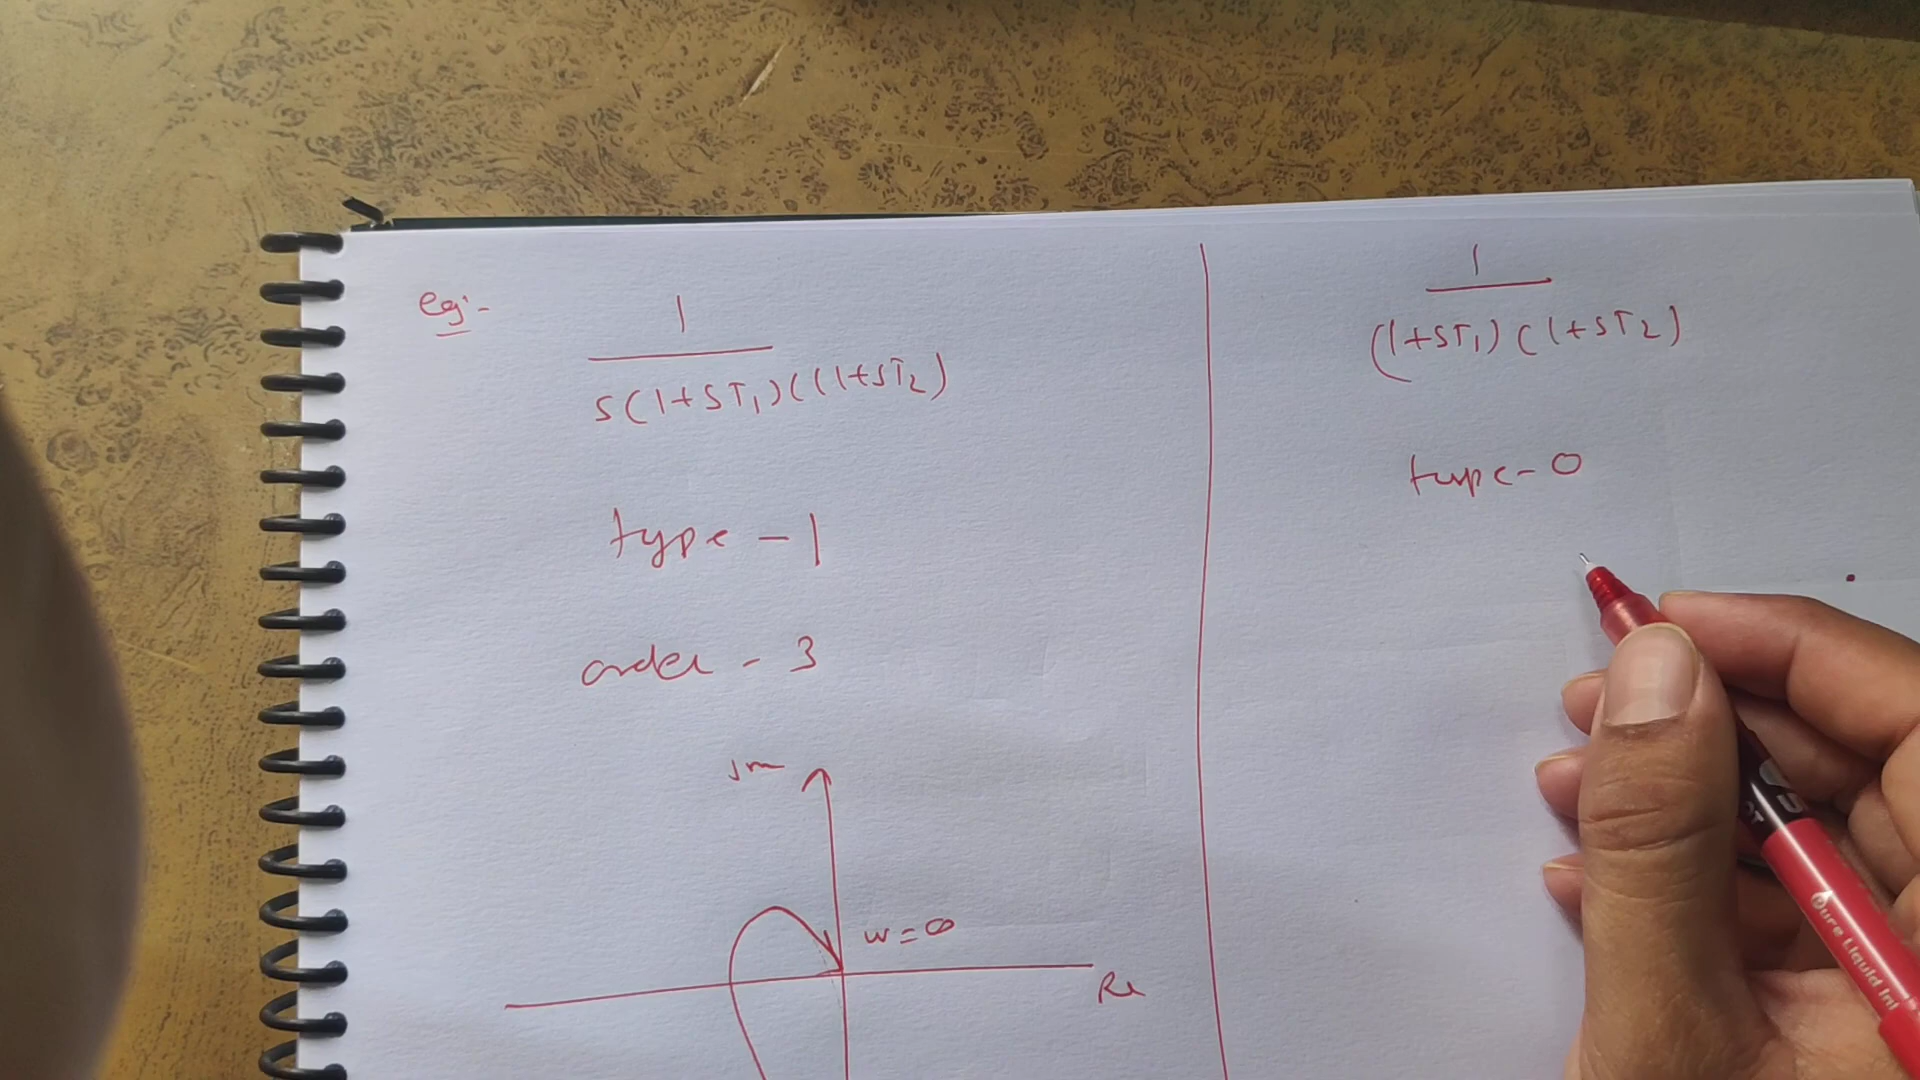 eg:-
1
s(1+sT₁)((1+sT₂)
type - 1
order - 3
Im
w = ∞
Re
1
(1+sT₁)(1+sT₂)
type - 0
Pure Liquid Ink